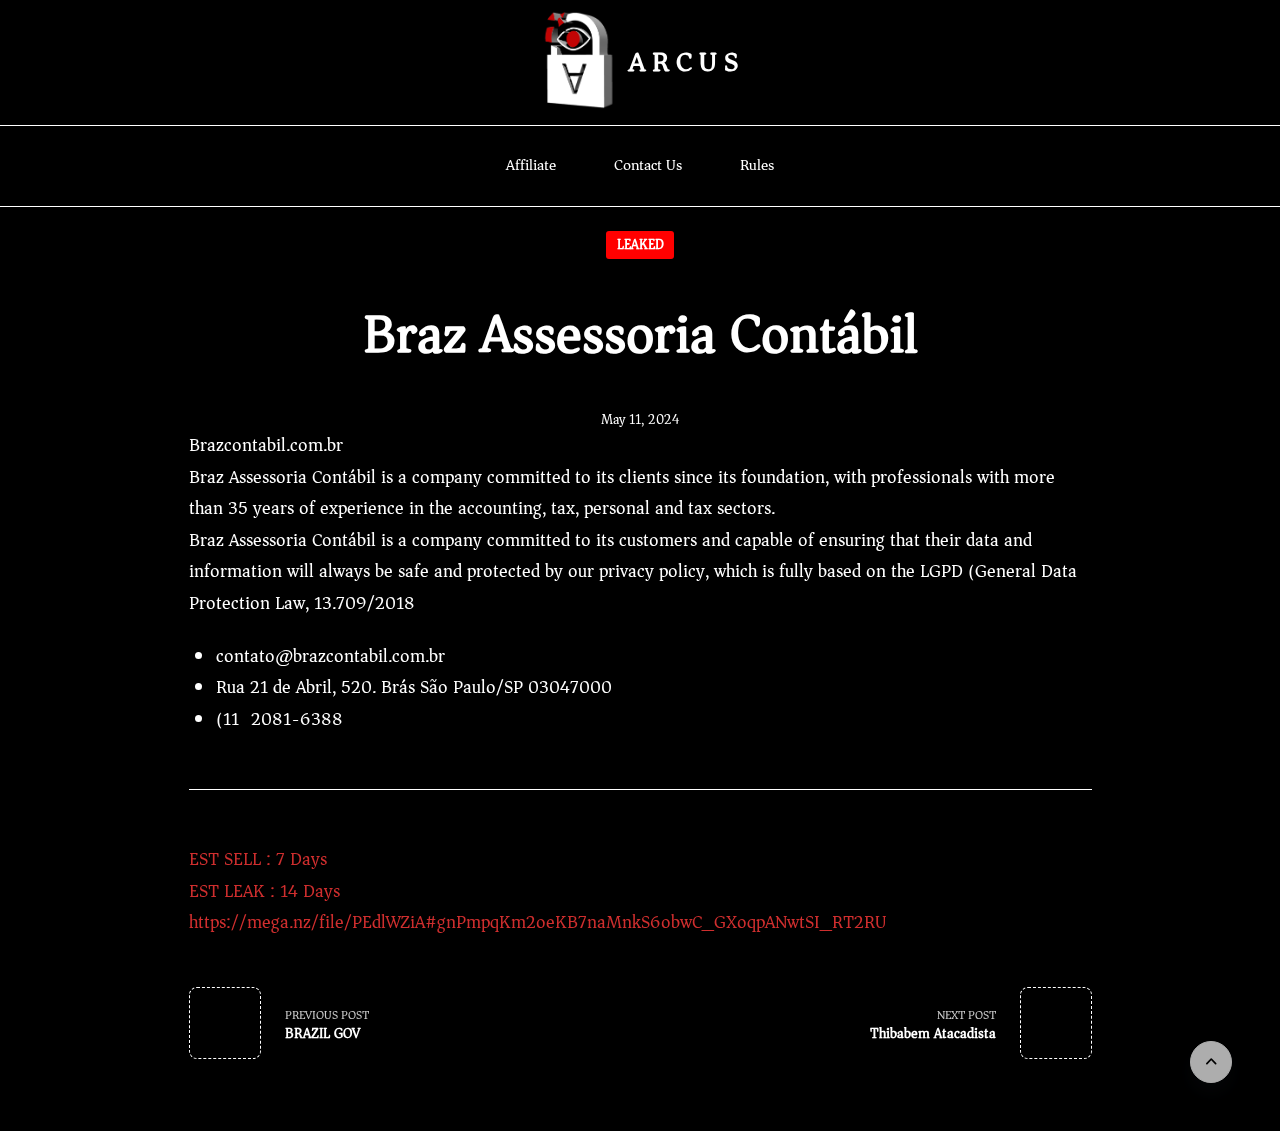 ARCUS
Affiliate
Contact Us
Rules
LEAKED
Braz Assessoria Contábil
May 11, 2024
Brazcontabil.com.br
Braz Assessoria Contábil is a company committed to its clients since its foundation, with professionals with more
than 35 years of experience in the accounting, tax, personal and tax sectors.
Braz Assessoria Contábil is a company committed to its customers and capable of ensuring that their data and
information will always be safe and protected by our privacy policy, which is fully based on the LGPD (General Data
Protection Law, 13.709/2018
contato@brazcontabil.com.br
Rua 21 de Abril, 520. Brás São Paulo/SP 03047000
(11 2081-6388
EST SELL : 7 Days
EST LEAK : 14 Days
https://mega.nz/file/PEdlWZiA#gnPmpqKm2oeKB7naMnkS6obwC_GXoqpANwtSI_RT2RU
PREVIOUS POST
BRAZIL GOV
NEXT POST
Thibabem Atacadista